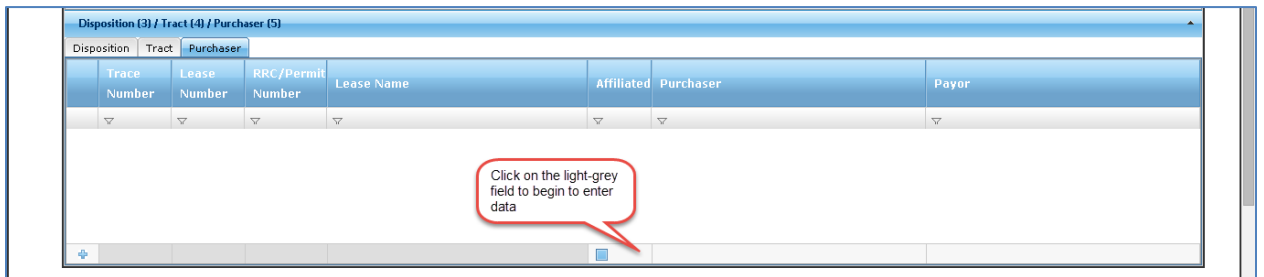 Disposition (3) / Tract (4) / Purchaser (5)
Disposition Tract Purchaser
Trace Number Lease Number RRC/Permit Number Lease Name Affiliated Purchaser Payor
Click on the light-grey
field to begin to enter
data